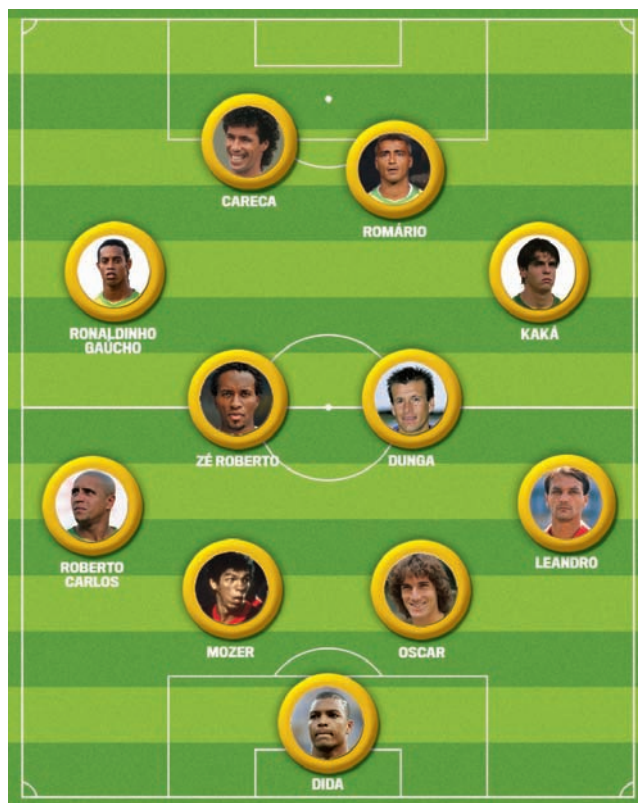 CARECA
ROMÁRIO
RONALDINHO
GAÚCHO
KAKÁ
ZÉ ROBERTO
DUNGA
ROBERTO
CARLOS
LEANDRO
MOZER
OSCAR
DIDA